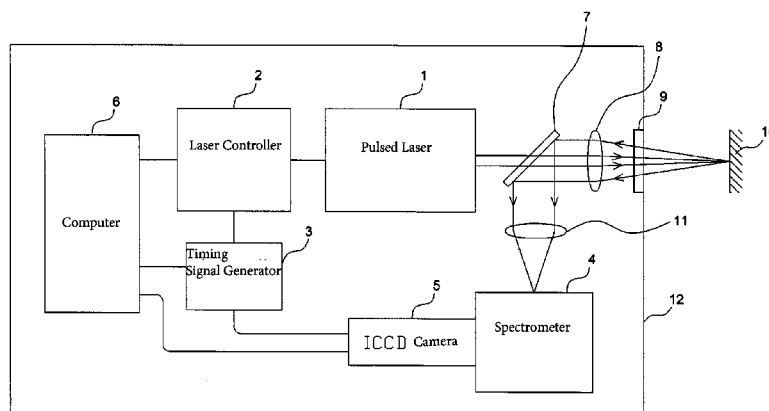 7
8
2
1
9
6
10
Laser Controller
Pulsed Laser
Computer
3
11
Timing
Signal Generator
4
5
12
ICCD Camera
Spectrometer